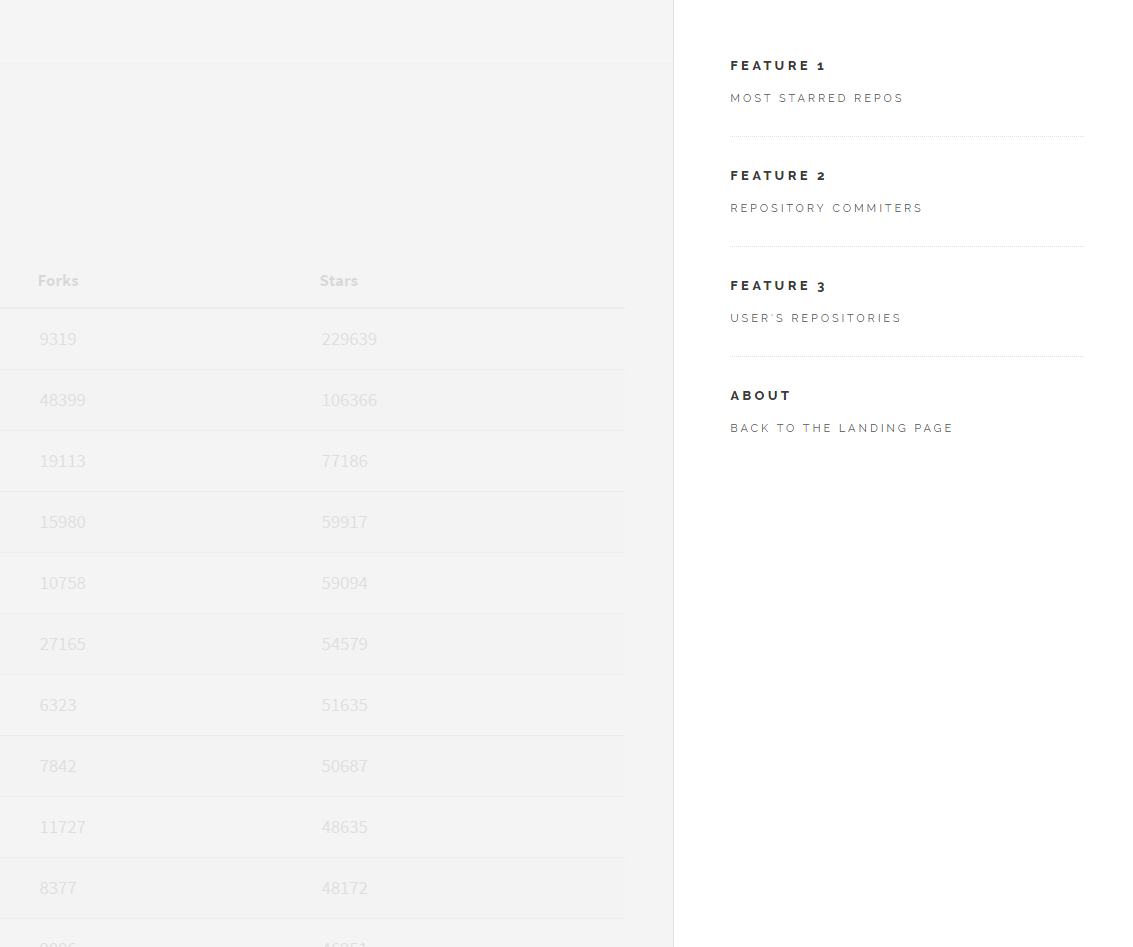 Forks Stars
9319 229639
48399 106366
19113 77186
15980 59917
10758 59094
27165 54579
6323 51635
7842 50687
11727 48635
8377 48172
FEATURE 1
MOST STARRED REPOS
FEATURE 2
REPOSITORY COMMITERS
FEATURE 3
USER'S REPOSITORIES
ABOUT
BACK TO THE LANDING PAGE